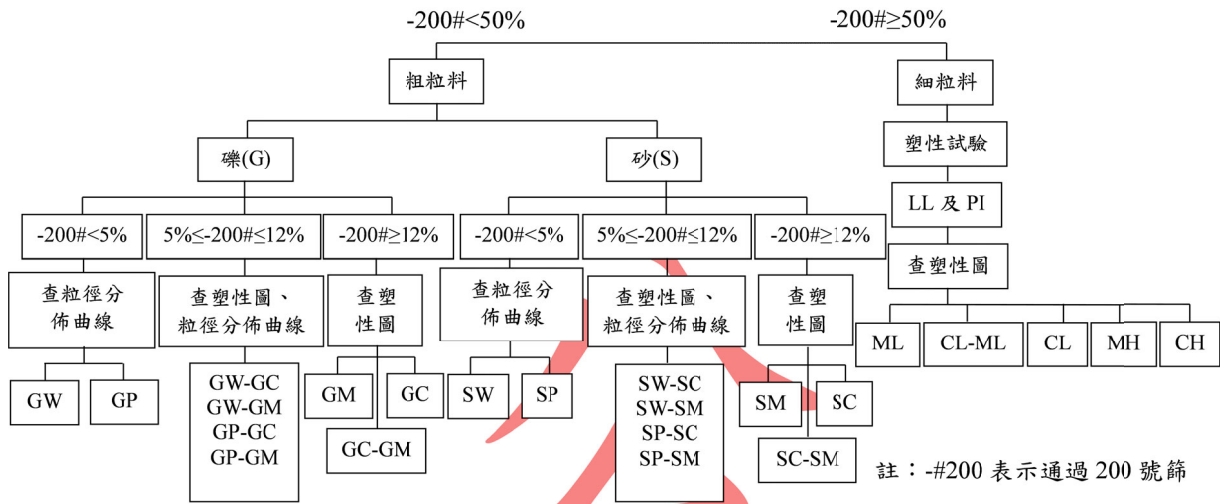 -200#<50%
-200#≥50%
粗粒料
細粒料
礫(G)
砂(S)
塑性試驗
LL 及 PI
-200#<5%
5%≤-200#≤12%
-200#≥12%
-200#<5%
5%≤-200#≤12%
-200#≥12%
查塑性圖
查粒徑分
佈曲線
查塑性圖、
粒徑分佈曲線
查塑
性圖
查粒徑分
佈曲線
查塑性圖、
粒徑分佈曲線
查塑
性圖
ML
CL-ML
CL
MH
CH
GW
GP
GW-GC
GW-GM
GP-GC
GP-GM
GM
GC
GC-GM
SW
SP
SW-SC
SW-SM
SP-SC
SP-SM
SM
SC
SC-SM
註：-#200 表示通過 200 號篩